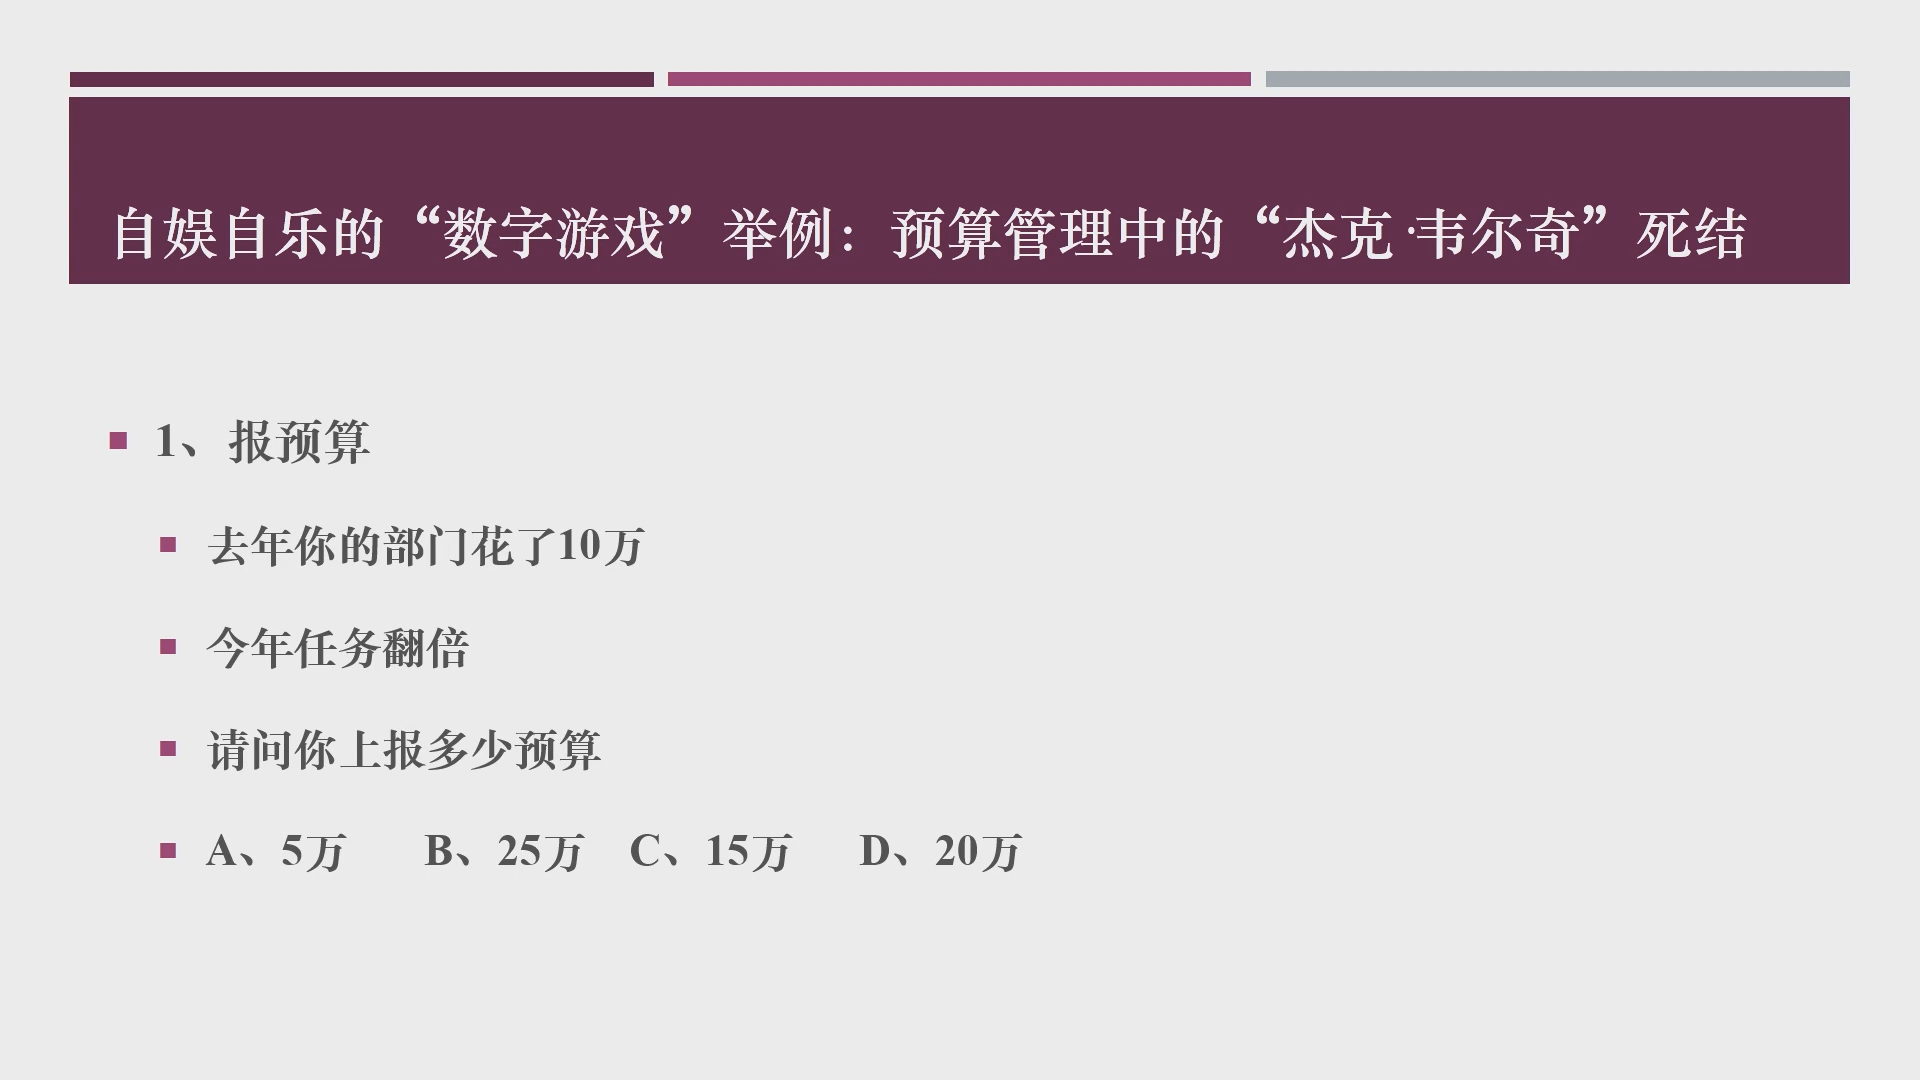 自娱自乐的“数字游戏”举例：预算管理中的“杰克·韦尔奇”死结
1、报预算
去年你的部门花了10万
今年任务翻倍
请问你上报多少预算
A、5万 B、25万 C、15万 D、20万